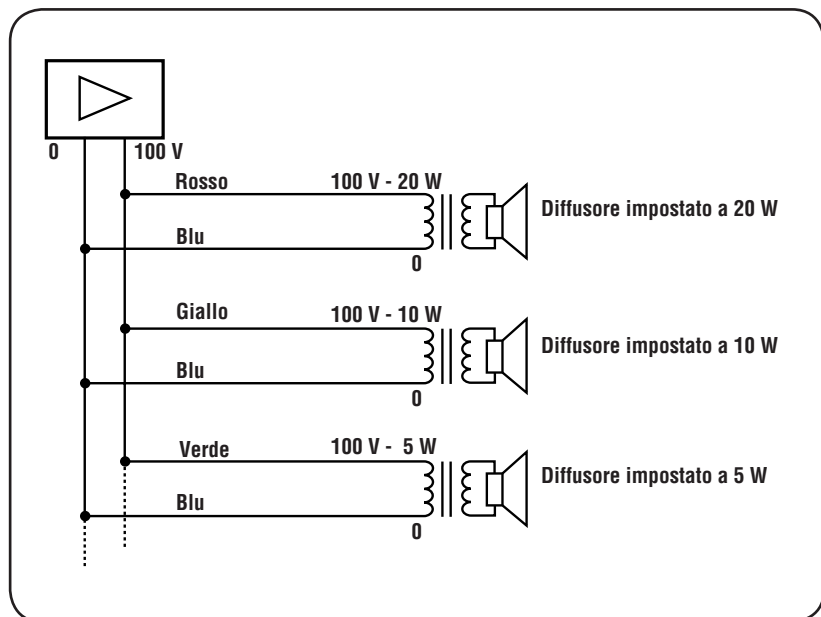 0 100 V
Rosso 100 V - 20 W
Diffusore impostato a 20 W
Blu
0
Giallo 100 V - 10 W
Diffusore impostato a 10 W
Blu
0
Verde 100 V - 5 W
Diffusore impostato a 5 W
Blu
0